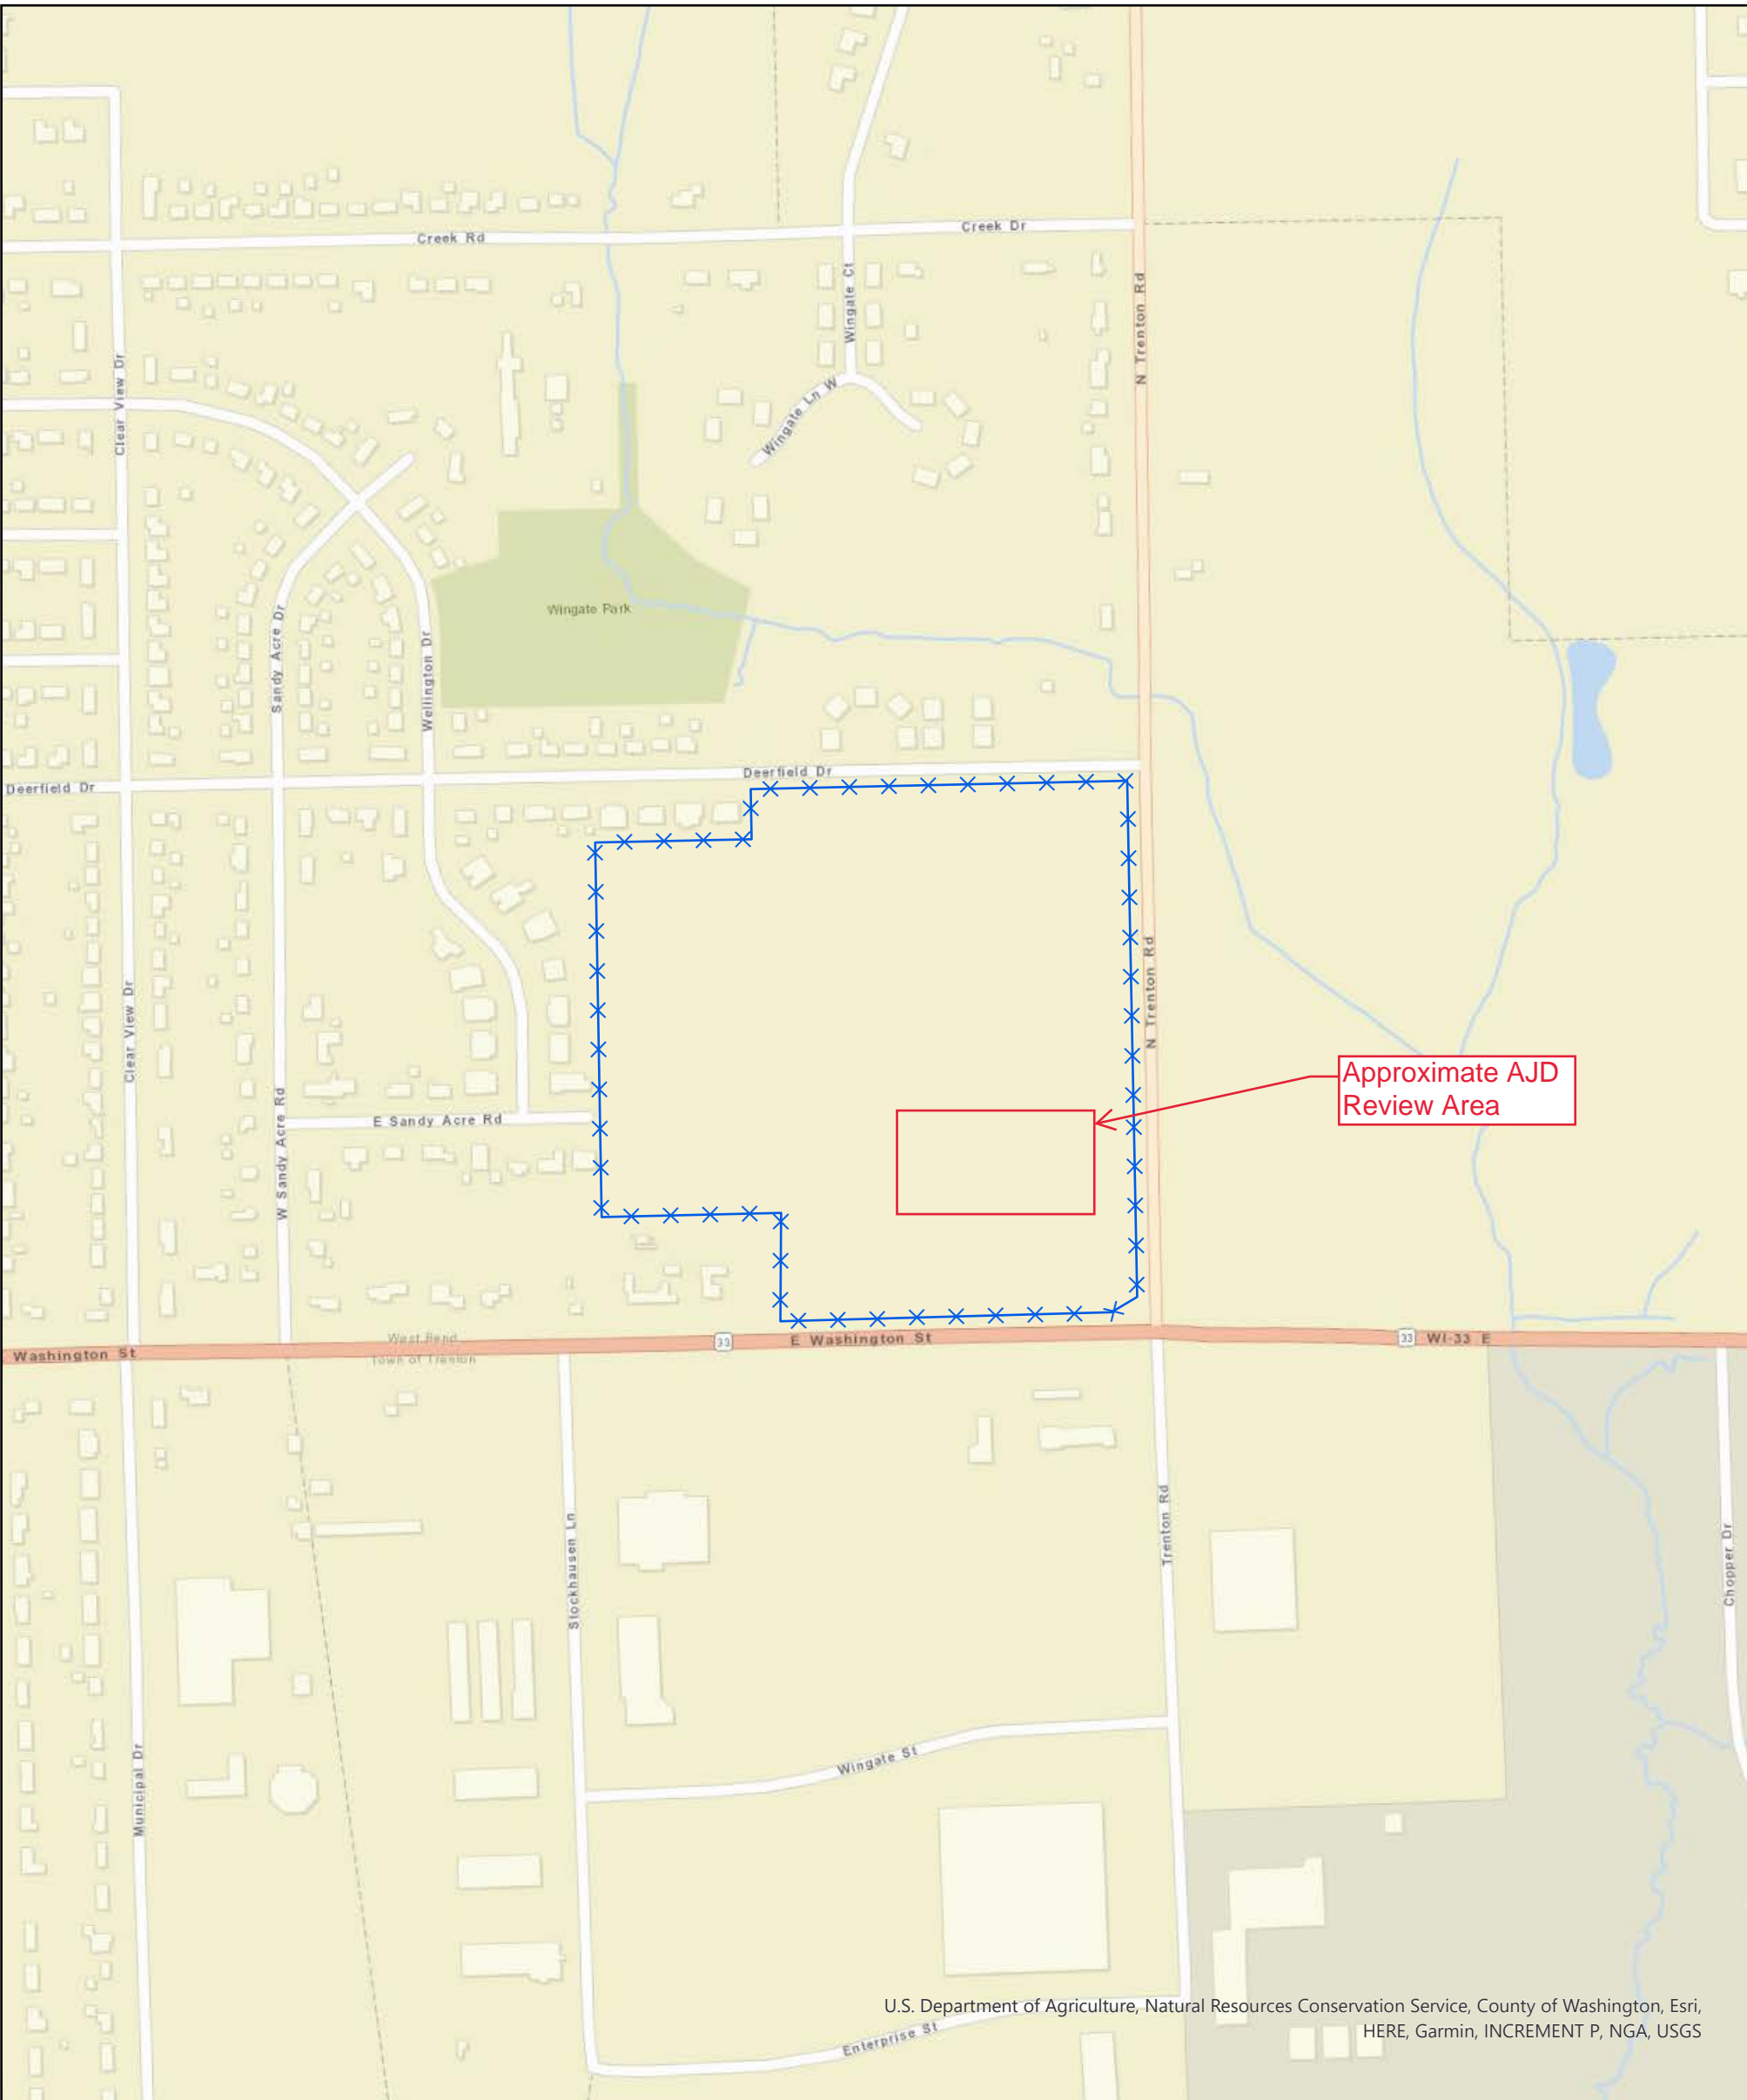 Creek Rd
Creek Dr
N Trenton Rd
Wingate Ct
Clear View Dr
Wingate Ln W
Wingate Park
Sandy Acre Dr
Wellington Dr
Deerfield Dr
Deerfield Dr
N Trenton Rd
Clear View Dr
Approximate AJD
Review Area
W Sandy Acre Rd
E Sandy Acre Rd
West Bend
Town of Trenton
Washington St
33
E Washington St
33
WI-33 E
Stockhausen Ln
Trenton Rd
Chopper Dr
Municipal Dr
Wingate St
U.S. Department of Agriculture, Natural Resources Conservation Service, County of Washington, Esri,
HERE, Garmin, INCREMENT P, NGA, USGS
Enterprise St